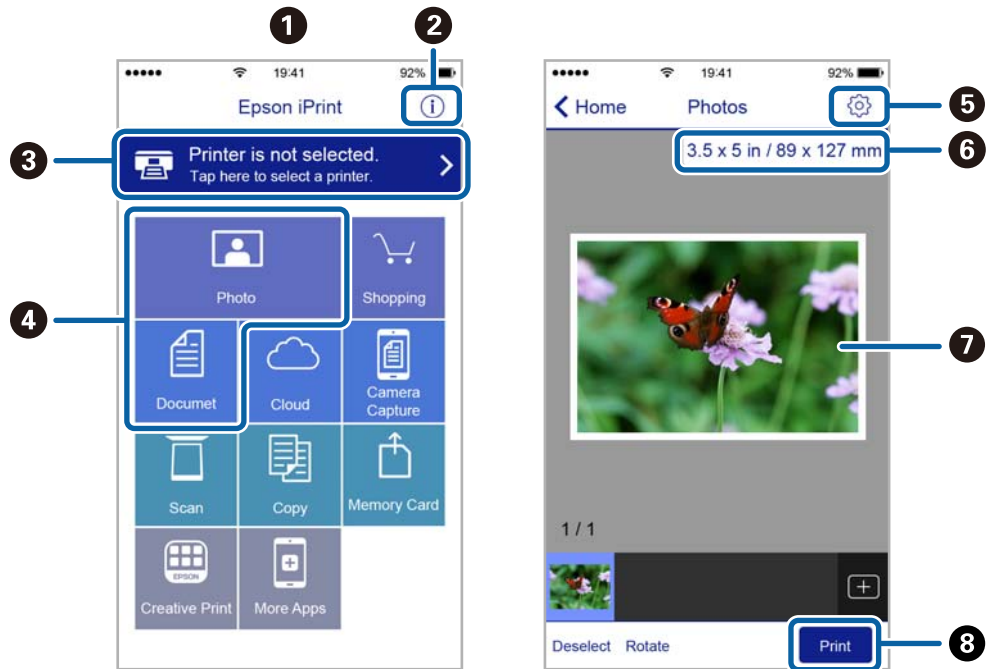 1
2
19:41
92%
Epson iPrint
i
3
Printer is not selected.
Tap here to select a printer.
4
Photo
Shopping
Documet
Cloud
Camera
Capture
Scan
Copy
Memory Card
EPSON
Creative Print
More Apps
19:41
92%
Home
Photos
5
3.5 x 5 in / 89 x 127 mm
6
7
1 / 1
Deselect
Rotate
Print
8